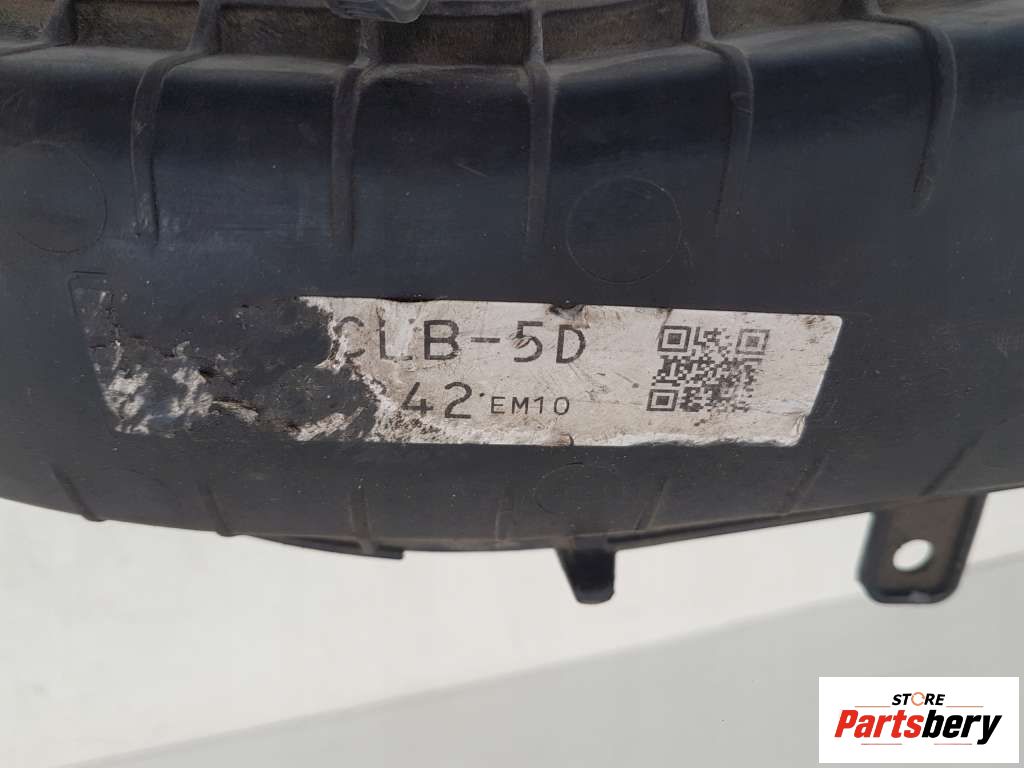 CLB-5D
42 EM10
STORE
Partsbery